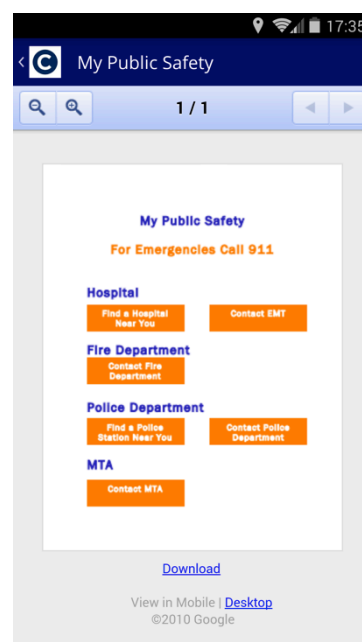 17:35
C My Public Safety
1 / 1
My Public Safety
For Emergencies Call 911
Hospital
Find a Hospital
Near You
Contact EMT
Fire Department
Contact Fire
Department
Police Department
Find a Police
Station Near You
Contact Police
Department
MTA
Contact MTA
Download
View in Mobile | Desktop
©2010 Google